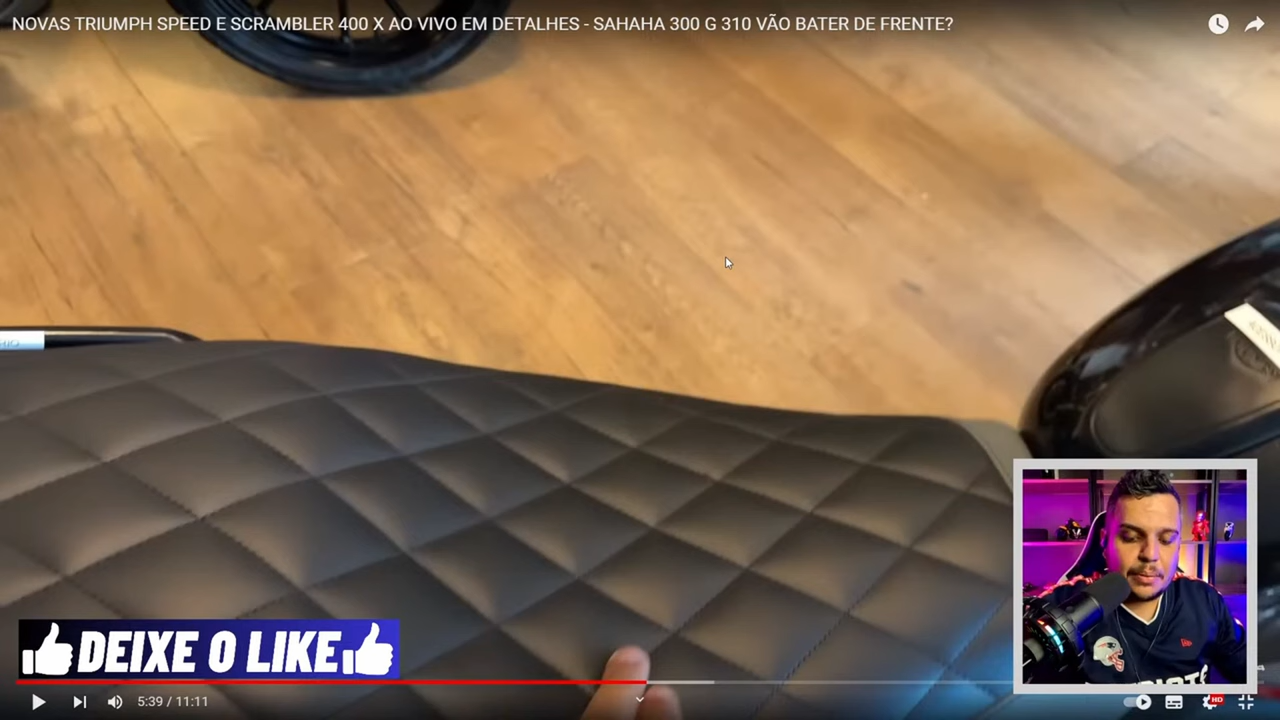 NOVAS TRIUMPH SPEED E SCRAMBLER 400 X AO VIVO EM DETALHES - SAHAHA 300 G 310 VÃO BATER DE FRENTE?
DEIXE O LIKE
5:39 / 11:11
HD